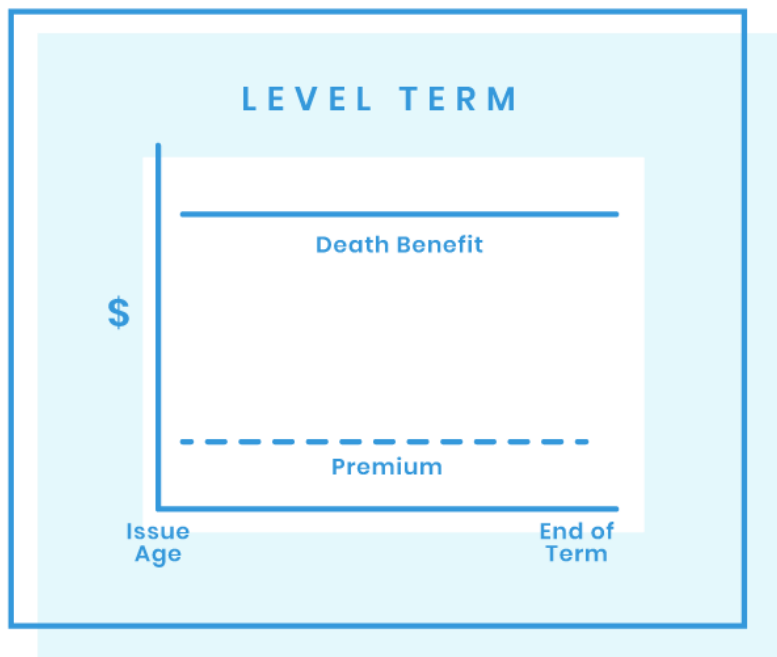 LEVEL TERM
Death Benefit
$
Premium
Issue
Age
End of
Term